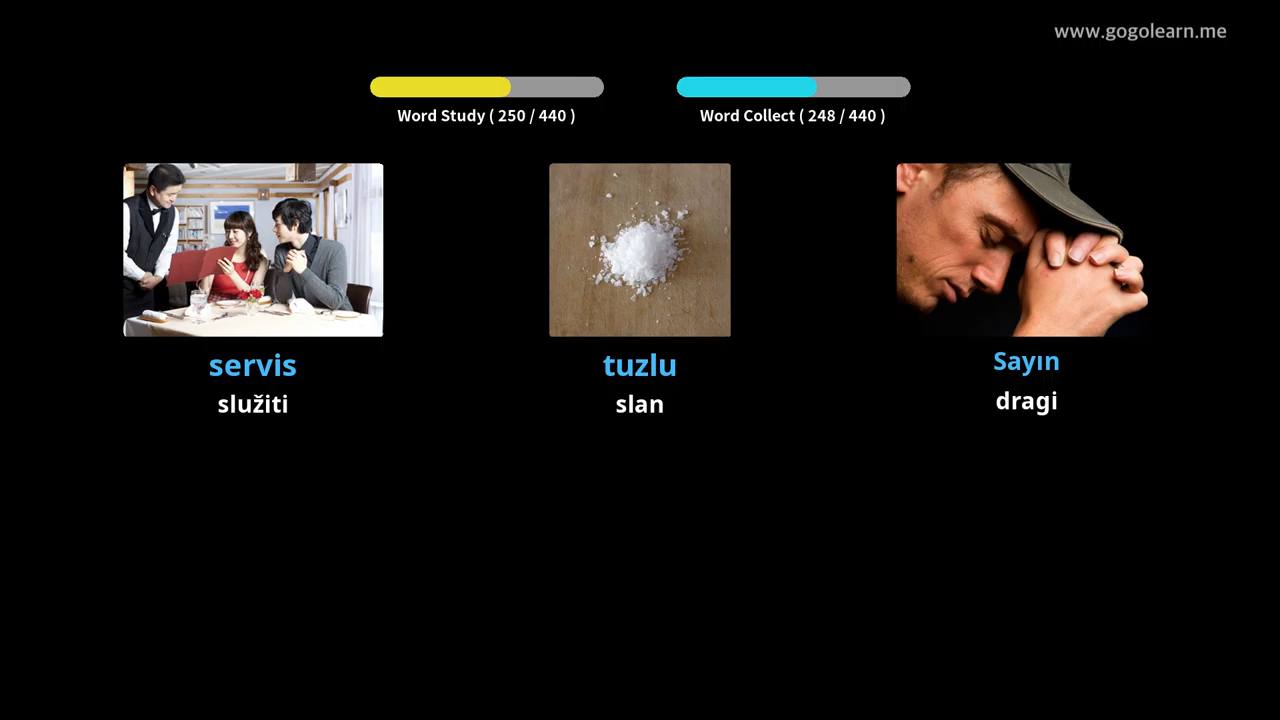 www.gogolearn.me
Word Study ( 250 / 440 )
Word Collect ( 248 / 440 )
servis
služiti
tuzlu
slan
Sayın
dragi